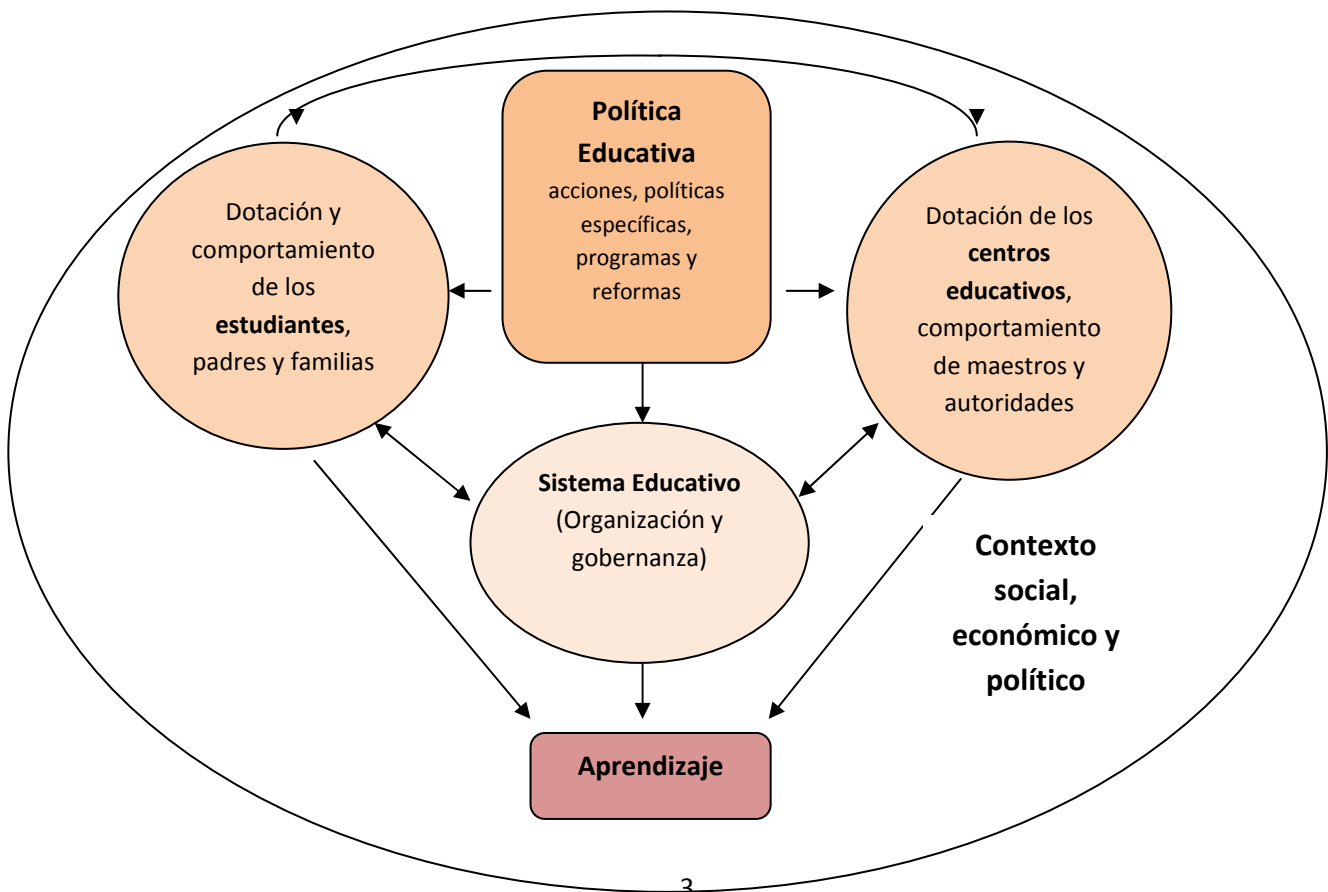 Política
Educativa
acciones, políticas
específicas,
programas y
reformas
Dotación y
comportamiento
de los
estudiantes,
padres y familias
Dotación de los
centros
educativos,
comportamiento
de maestros y
autoridades
Sistema Educativo
(Organización y
gobernanza)
Contexto
social,
económico y
político
Aprendizaje
3